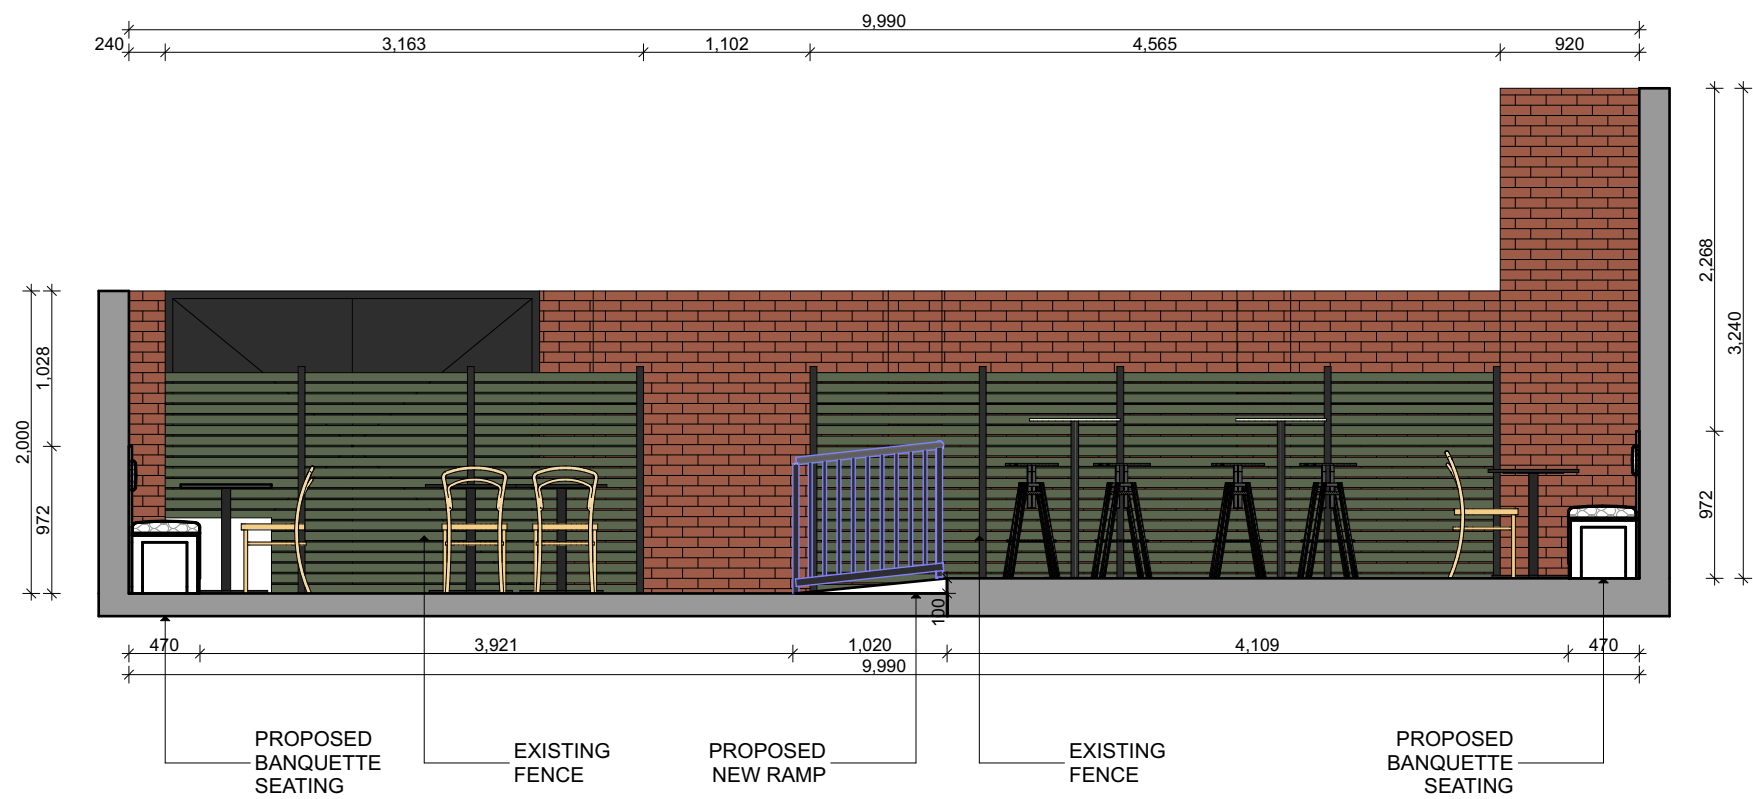 9,990
240
3,163
1,102
4,565
920
2,000
1,028
972
2,268
3,240
972
100
470
3,921
1,020
4,109
470
9,990
PROPOSED
BANQUETTE
SEATING
EXISTING
FENCE
PROPOSED
NEW RAMP
EXISTING
FENCE
PROPOSED
BANQUETTE
SEATING